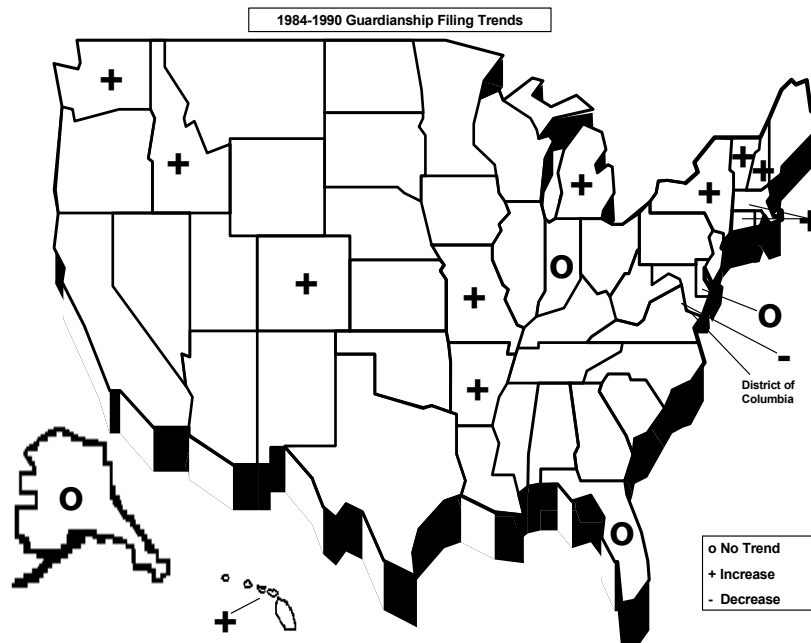 1984-1990 Guardianship Filing Trends
+
+
+
+
+
+
+
+
o
+
+
o
-
+
District of
Columbia
o
o
+
o No Trend
+ Increase
- Decrease